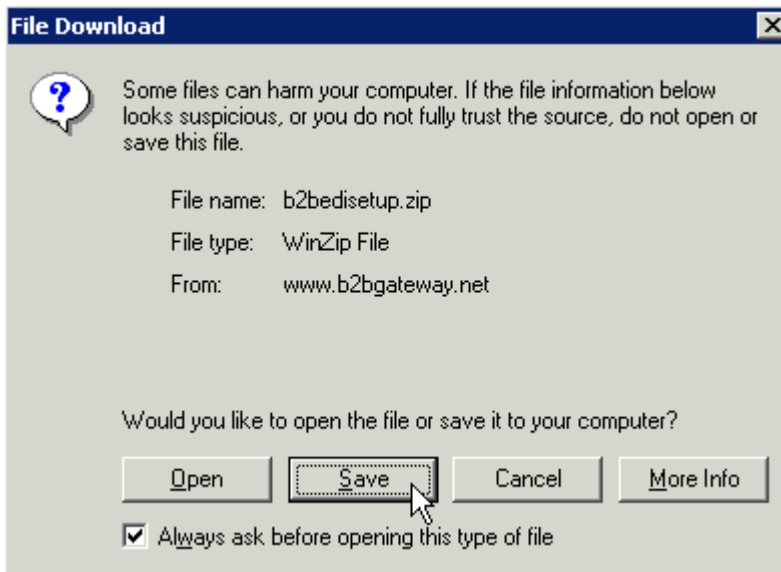 File Download
Some files can harm your computer. If the file information below
looks suspicious, or you do not fully trust the source, do not open or
save this file.
File name: b2bedisetup.zip
File type: WinZip File
From: www.b2bgateway.net
Would you like to open the file or save it to your computer?
Open Save Cancel More Info
Always ask before opening this type of file